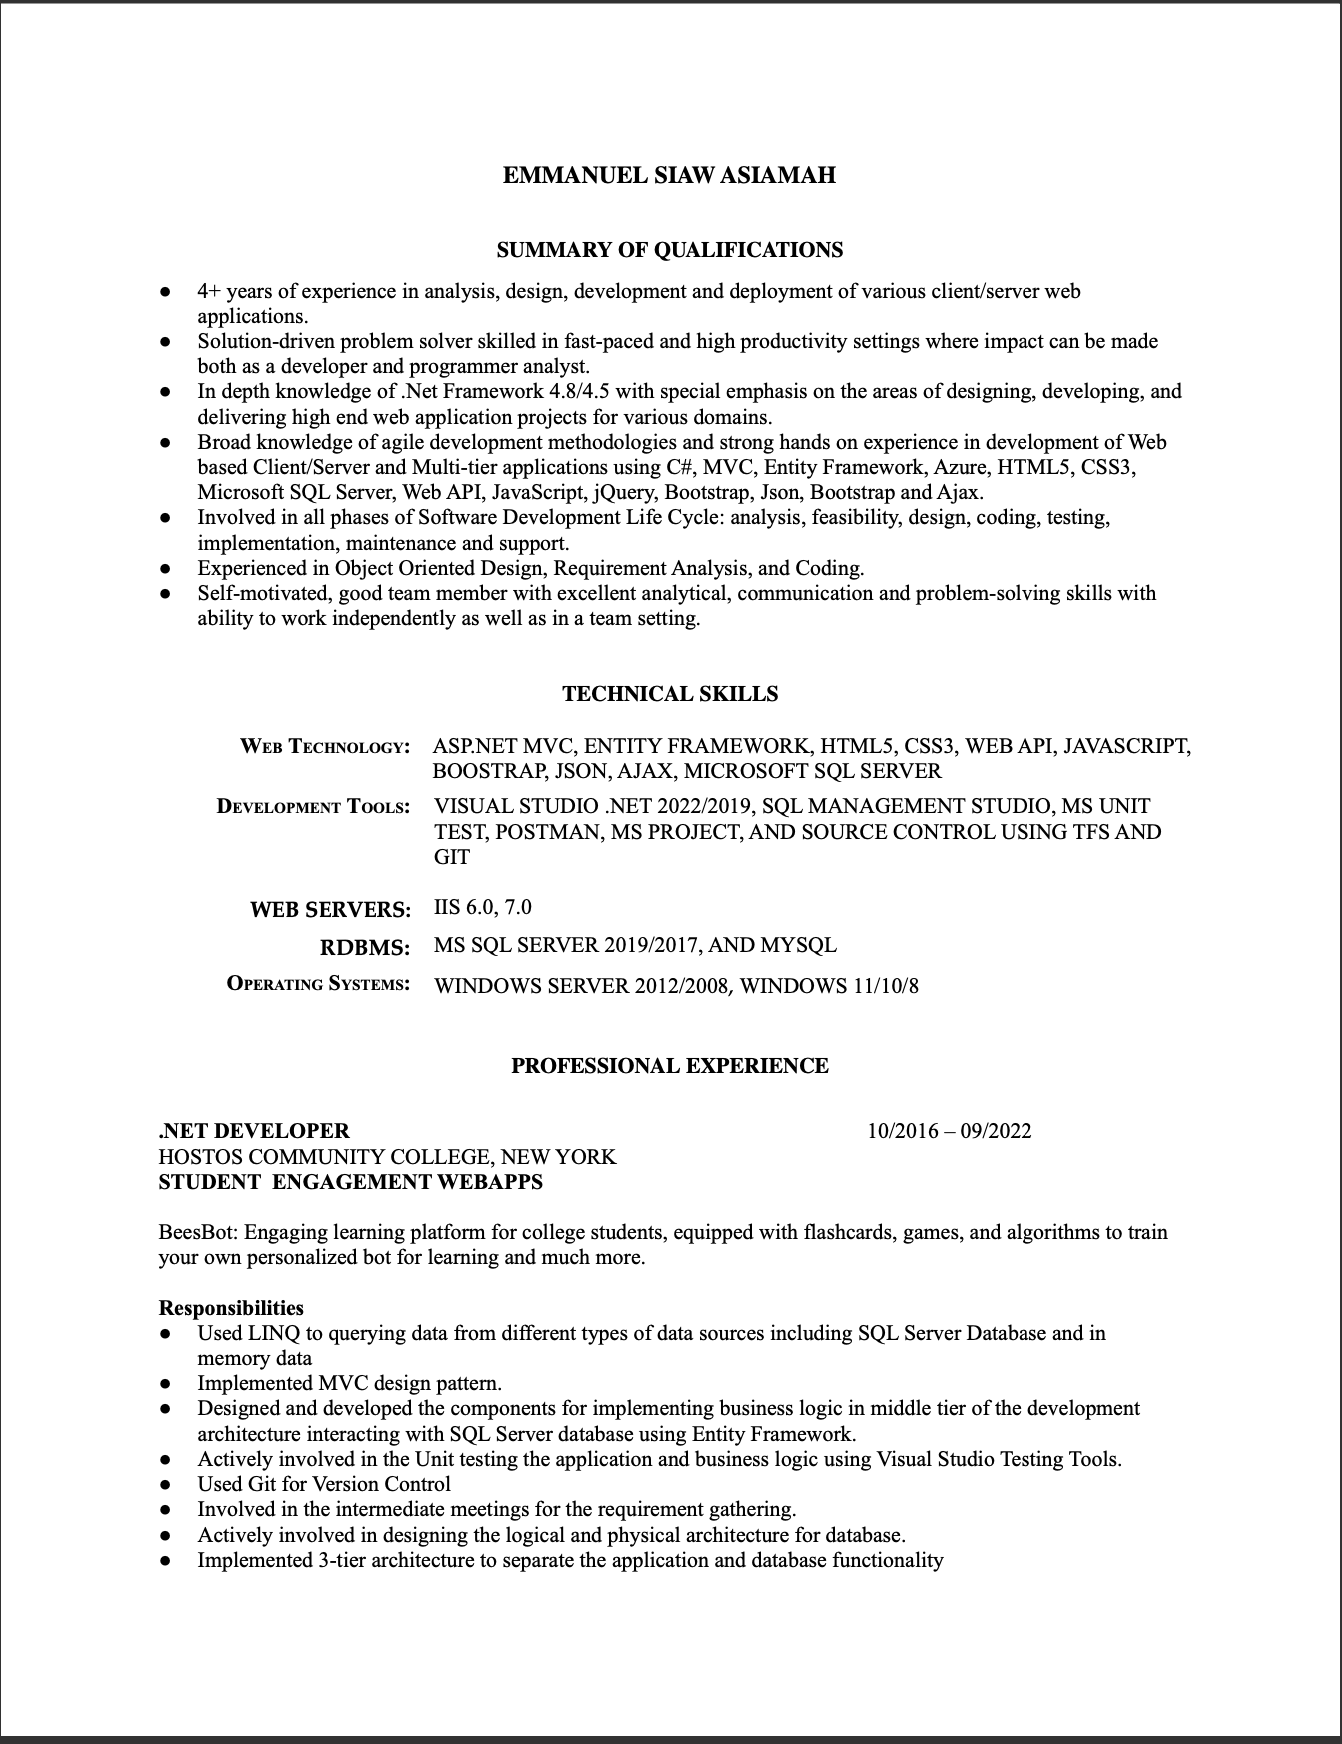 EMMANUEL SIAW ASIAMAH
SUMMARY OF QUALIFICATIONS
● 4+ years of experience in analysis, design, development and deployment of various client/server web
applications.
● Solution-driven problem solver skilled in fast-paced and high productivity settings where impact can be made
both as a developer and programmer analyst.
● In depth knowledge of .Net Framework 4.8/4.5 with special emphasis on the areas of designing, developing, and
delivering high end web application projects for various domains.
● Broad knowledge of agile development methodologies and strong hands on experience in development of Web
based Client/Server and Multi-tier applications using C#, MVC, Entity Framework, Azure, HTML5, CSS3,
Microsoft SQL Server, Web API, JavaScript, jQuery, Bootstrap, Json, Bootstrap and Ajax.
● Involved in all phases of Software Development Life Cycle: analysis, feasibility, design, coding, testing,
implementation, maintenance and support.
● Experienced in Object Oriented Design, Requirement Analysis, and Coding.
● Self-motivated, good team member with excellent analytical, communication and problem-solving skills with
ability to work independently as well as in a team setting.
TECHNICAL SKILLS
WEB TECHNOLOGY: ASP.NET MVC, ENTITY FRAMEWORK, HTML5, CSS3, WEB API, JAVASCRIPT,
BOOSTRAP, JSON, AJAX, MICROSOFT SQL SERVER
DEVELOPMENT TOOLS: VISUAL STUDIO .NET 2022/2019, SQL MANAGEMENT STUDIO, MS UNIT
TEST, POSTMAN, MS PROJECT, AND SOURCE CONTROL USING TFS AND
GIT
WEB SERVERS: IIS 6.0, 7.0
RDBMS: MS SQL SERVER 2019/2017, AND MYSQL
OPERATING SYSTEMS: WINDOWS SERVER 2012/2008, WINDOWS 11/10/8
PROFESSIONAL EXPERIENCE
.NET DEVELOPER 10/2016 – 09/2022
HOSTOS COMMUNITY COLLEGE, NEW YORK
STUDENT ENGAGEMENT WEBAPPS
BeesBot: Engaging learning platform for college students, equipped with flashcards, games, and algorithms to train
your own personalized bot for learning and much more.
Responsibilities
● Used LINQ to querying data from different types of data sources including SQL Server Database and in
memory data
● Implemented MVC design pattern.
● Designed and developed the components for implementing business logic in middle tier of the development
architecture interacting with SQL Server database using Entity Framework.
● Actively involved in the Unit testing the application and business logic using Visual Studio Testing Tools.
● Used Git for Version Control
● Involved in the intermediate meetings for the requirement gathering.
● Actively involved in designing the logical and physical architecture for database.
● Implemented 3-tier architecture to separate the application and database functionality